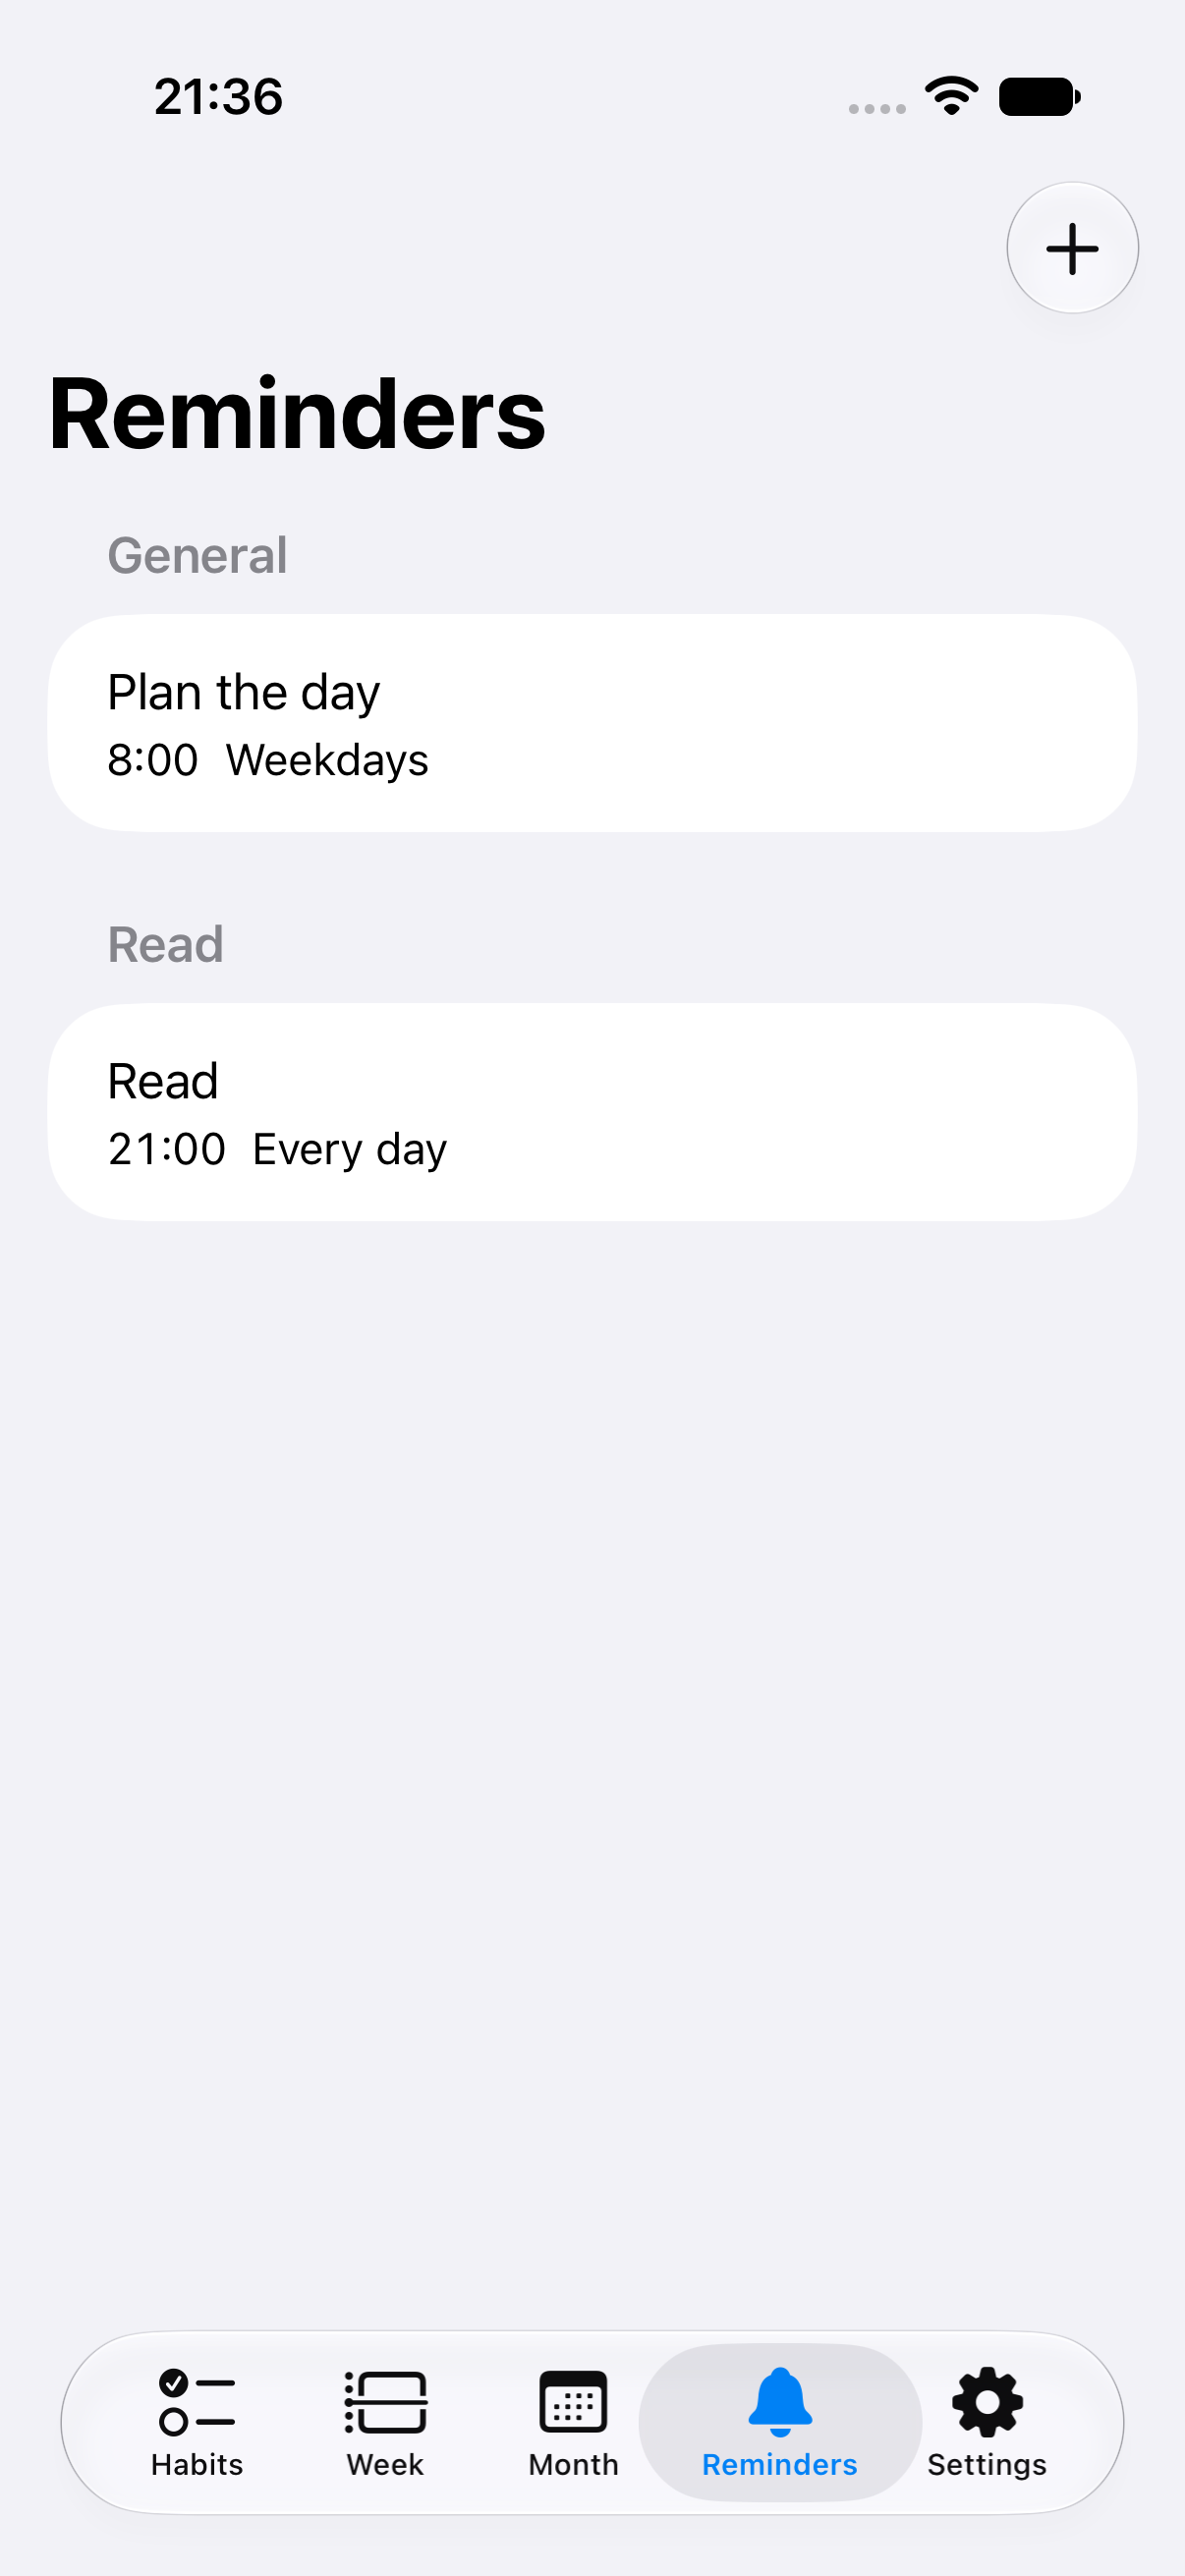 21:36
Reminders
General
Plan the day
8:00 Weekdays
Read
Read
21:00 Every day
Habits
Week
Month
Reminders
Settings